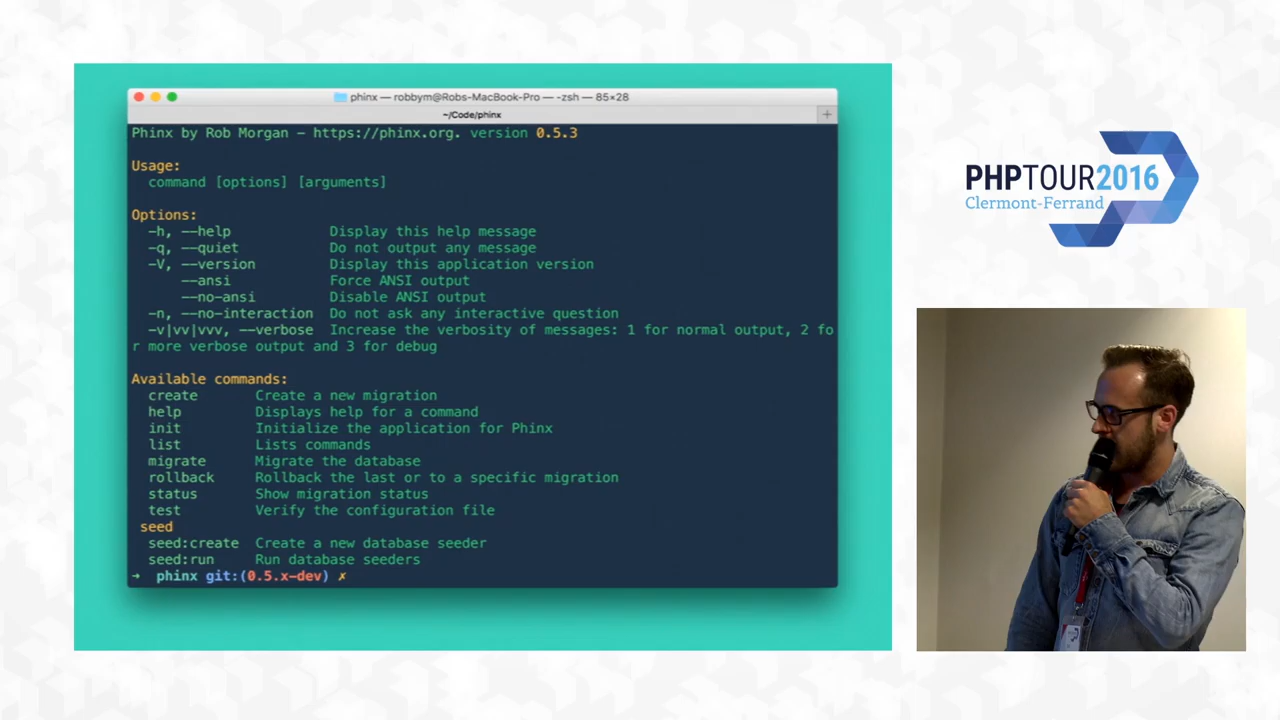 phinx — robbym@Robs-MacBook-Pro — -zsh — 85×28
~/Code/phinx
Phinx by Rob Morgan - https://phinx.org. version 0.5.3
Usage:
command [options] [arguments]
Options:
-h, --help Display this help message
-q, --quiet Do not output any message
-V, --version Display this application version
--ansi Force ANSI output
--no-ansi Disable ANSI output
-n, --no-interaction Do not ask any interactive question
-v|vv|vvv, --verbose Increase the verbosity of messages: 1 for normal output, 2 fo
r more verbose output and 3 for debug
Available commands:
create Create a new migration
help Displays help for a command
init Initialize the application for Phinx
list Lists commands
migrate Migrate the database
rollback Rollback the last or to a specific migration
status Show migration status
test Verify the configuration file
seed
seed:create Create a new database seeder
seed:run Run database seeders
→ phinx git:(0.5.x-dev) ✗
PHPTOUR2016
Clermont-Ferrand